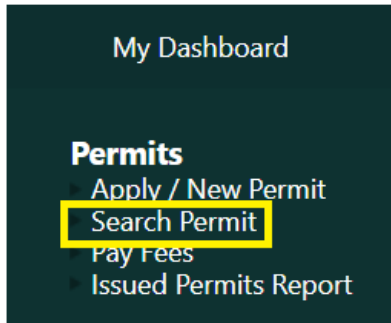 My Dashboard
Permits
Apply / New Permit
Search Permit
Pay Fees
Issued Permits Report